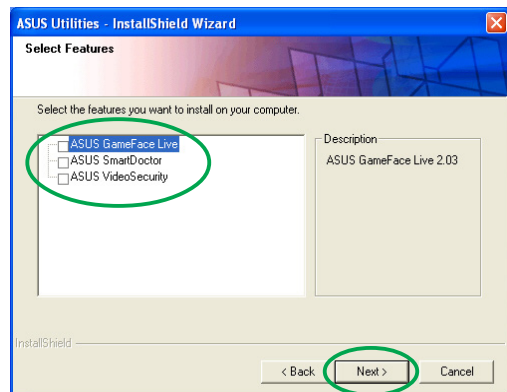 ASUS Utilities - InstallShield Wizard
Select Features
Select the features you want to install on your computer.
ASUS GameFace Live
ASUS SmartDoctor
ASUS VideoSecurity
Description
ASUS GameFace Live 2.03
InstallShield
< Back
Next >
Cancel